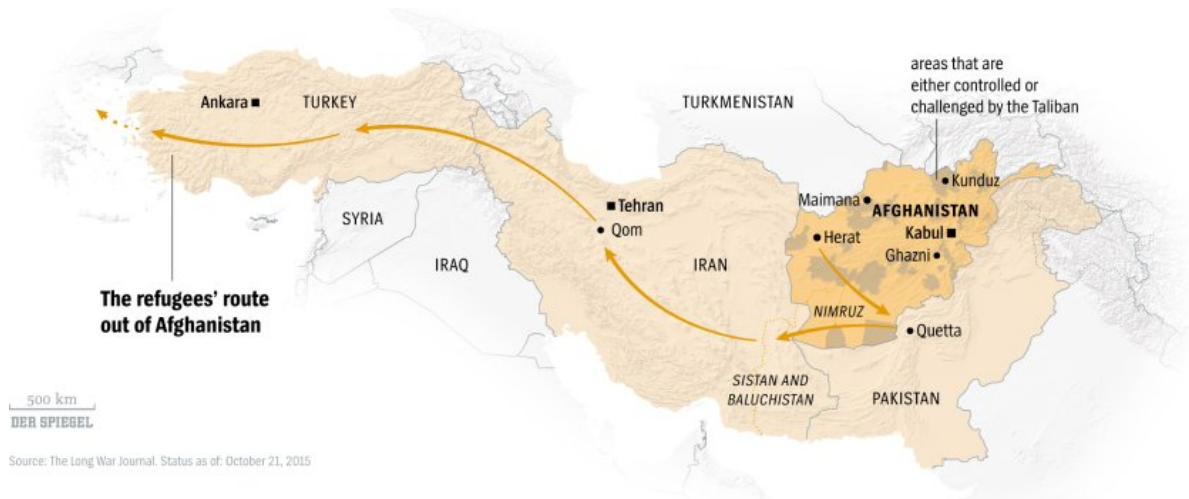 areas that are
either controlled or
challenged by the Taliban
Ankara
TURKEY
TURKMENISTAN
Kunduz
Maimana
AFGHANISTAN
Tehran
Kabul
SYRIA
Qom
Herat
Ghazni
IRAQ
IRAN
The refugees' route
out of Afghanistan
NIMRUZ
Quetta
SISTAN AND
BALUCHISTAN
PAKISTAN
500 km
DER SPIEGEL
Source: The Long War Journal. Status as of: October 21, 2015